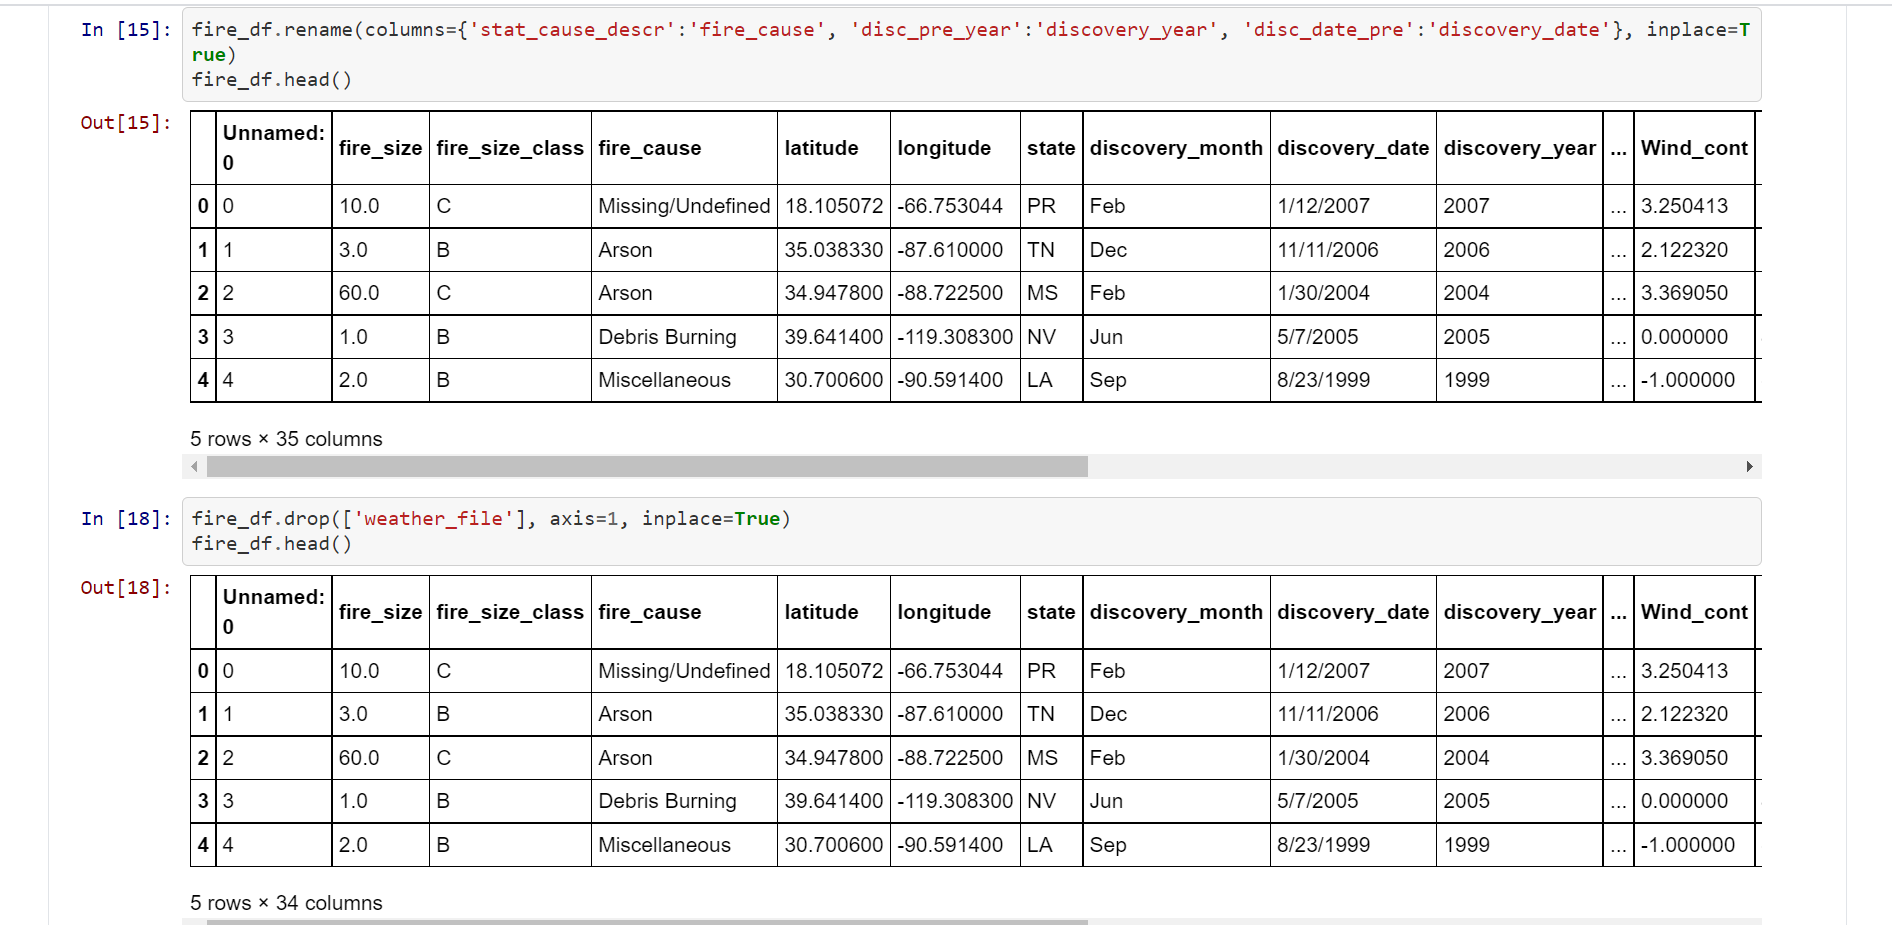 In [15]: fire_df.rename(columns={'stat_cause_descr':'fire_cause', 'disc_pre_year':'discovery_year', 'disc_date_pre':'discovery_date'}, inplace=T
rue)
fire_df.head()
Out[15]:
Unnamed: 0 fire_size fire_size_class fire_cause latitude longitude state discovery_month discovery_date discovery_year ... Wind_cont
0 0 10.0 C Missing/Undefined 18.105072 -66.753044 PR Feb 1/12/2007 2007 ... 3.250413
1 1 3.0 B Arson 35.038330 -87.610000 TN Dec 11/11/2006 2006 ... 2.122320
2 2 60.0 C Arson 34.947800 -88.722500 MS Feb 1/30/2004 2004 ... 3.369050
3 3 1.0 B Debris Burning 39.641400 -119.308300 NV Jun 5/7/2005 2005 ... 0.000000
4 4 2.0 B Miscellaneous 30.700600 -90.591400 LA Sep 8/23/1999 1999 ... -1.000000
5 rows × 35 columns
In [18]: fire_df.drop(['weather_file'], axis=1, inplace=True)
fire_df.head()
Out[18]:
Unnamed: 0 fire_size fire_size_class fire_cause latitude longitude state discovery_month discovery_date discovery_year ... Wind_cont
0 0 10.0 C Missing/Undefined 18.105072 -66.753044 PR Feb 1/12/2007 2007 ... 3.250413
1 1 3.0 B Arson 35.038330 -87.610000 TN Dec 11/11/2006 2006 ... 2.122320
2 2 60.0 C Arson 34.947800 -88.722500 MS Feb 1/30/2004 2004 ... 3.369050
3 3 1.0 B Debris Burning 39.641400 -119.308300 NV Jun 5/7/2005 2005 ... 0.000000
4 4 2.0 B Miscellaneous 30.700600 -90.591400 LA Sep 8/23/1999 1999 ... -1.000000
5 rows × 34 columns